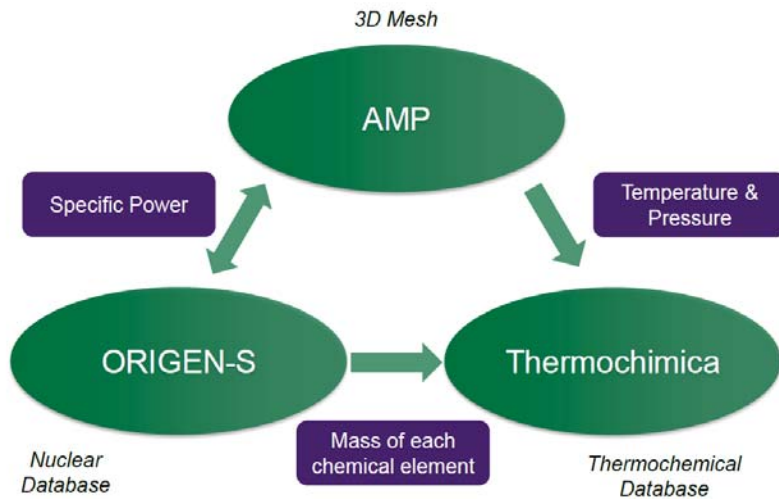 3D Mesh
AMP
Specific Power
Temperature &
Pressure
ORIGEN-S
Thermochimica
Mass of each
chemical element
Nuclear
Database
Thermochemical
Database